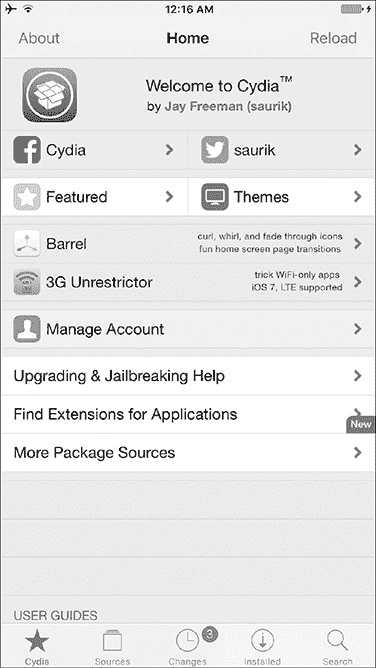 12:16 AM
About Home Reload
Welcome to Cydia™
by Jay Freeman (saurik)
Cydia saurik
Featured Themes
Barrel
curl, whirl, and fade through icons
fun home screen page transitions
3G Unrestrictor
trick WiFi-only apps
iOS 7, LTE supported
Manage Account
Upgrading & Jailbreaking Help
Find Extensions for Applications
New
More Package Sources
USER GUIDES
3
Cydia Sources Changes Installed Search